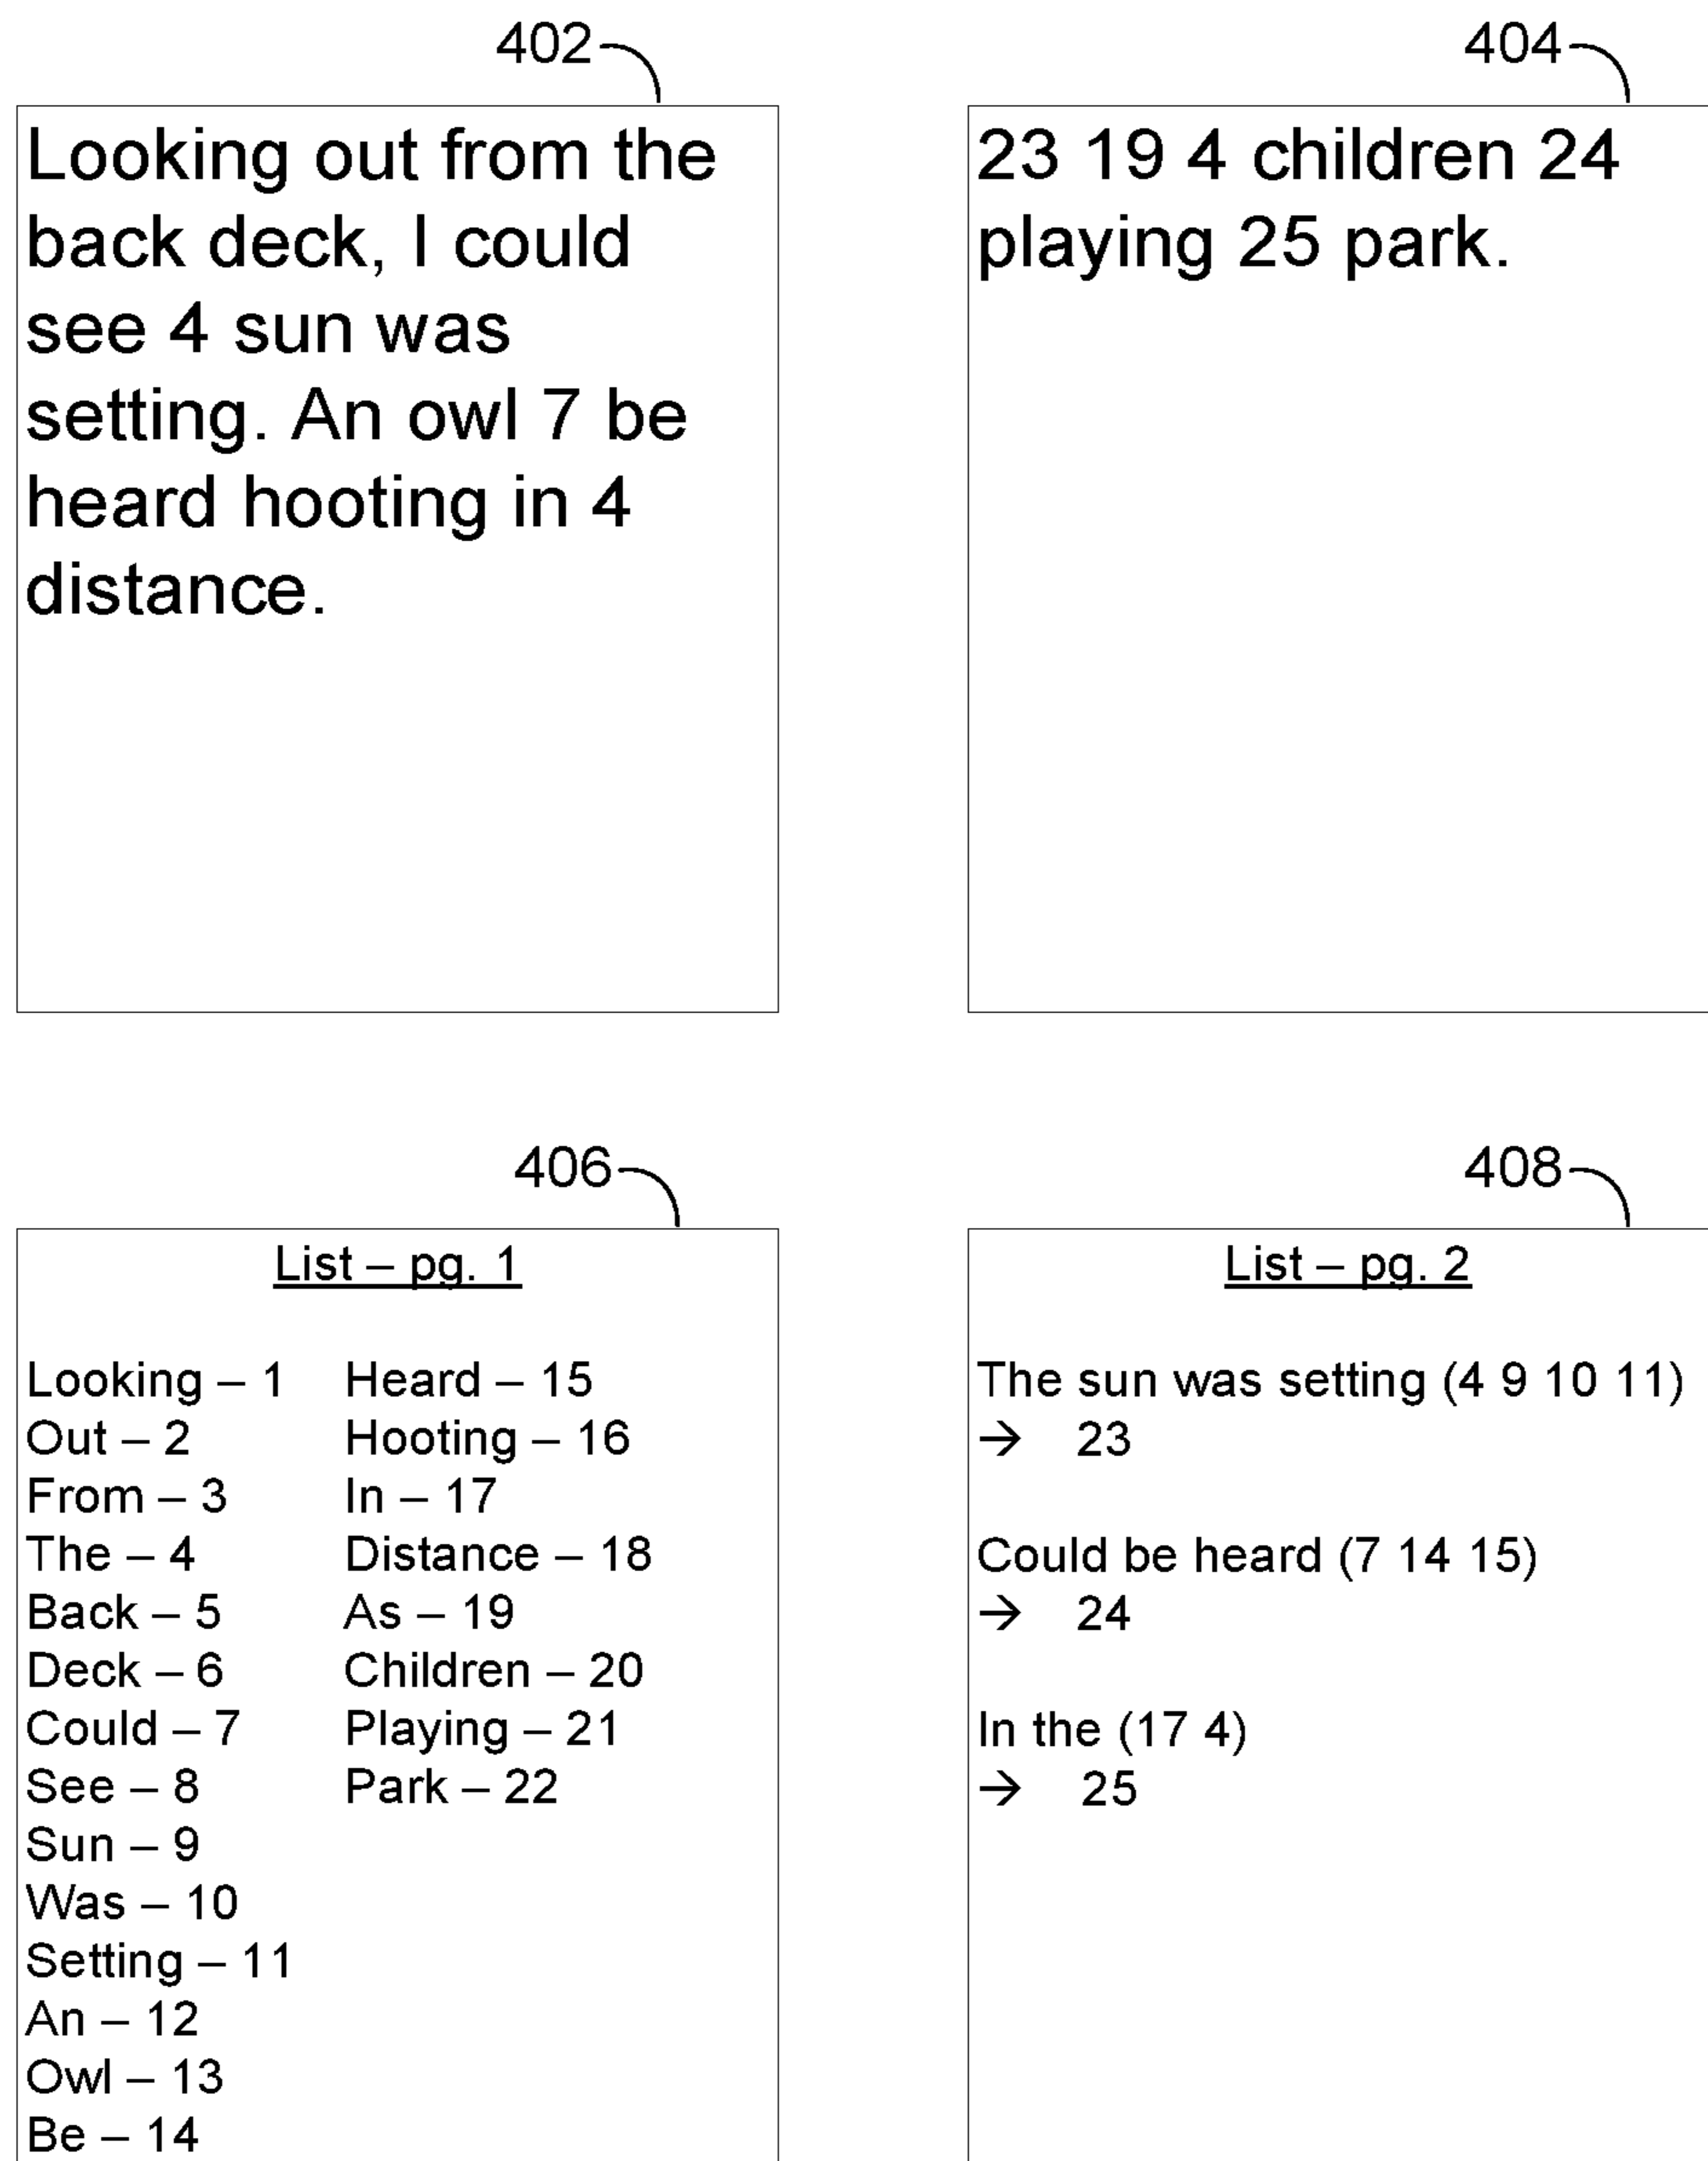 402
Looking out from the
back deck, I could
see 4 sun was
setting. An owl 7 be
heard hooting in 4
distance.
404
23 19 4 children 24
playing 25 park.
406
List – pg. 1
Looking – 1
Out – 2
From – 3
The – 4
Back – 5
Deck – 6
Could – 7
See – 8
Sun – 9
Was – 10
Setting – 11
An – 12
Owl – 13
Be – 14
Heard – 15
Hooting – 16
In – 17
Distance – 18
As – 19
Children – 20
Playing – 21
Park – 22
408
List – pg. 2
The sun was setting (4 9 10 11)
→ 23
Could be heard (7 14 15)
→ 24
In the (17 4)
→ 25